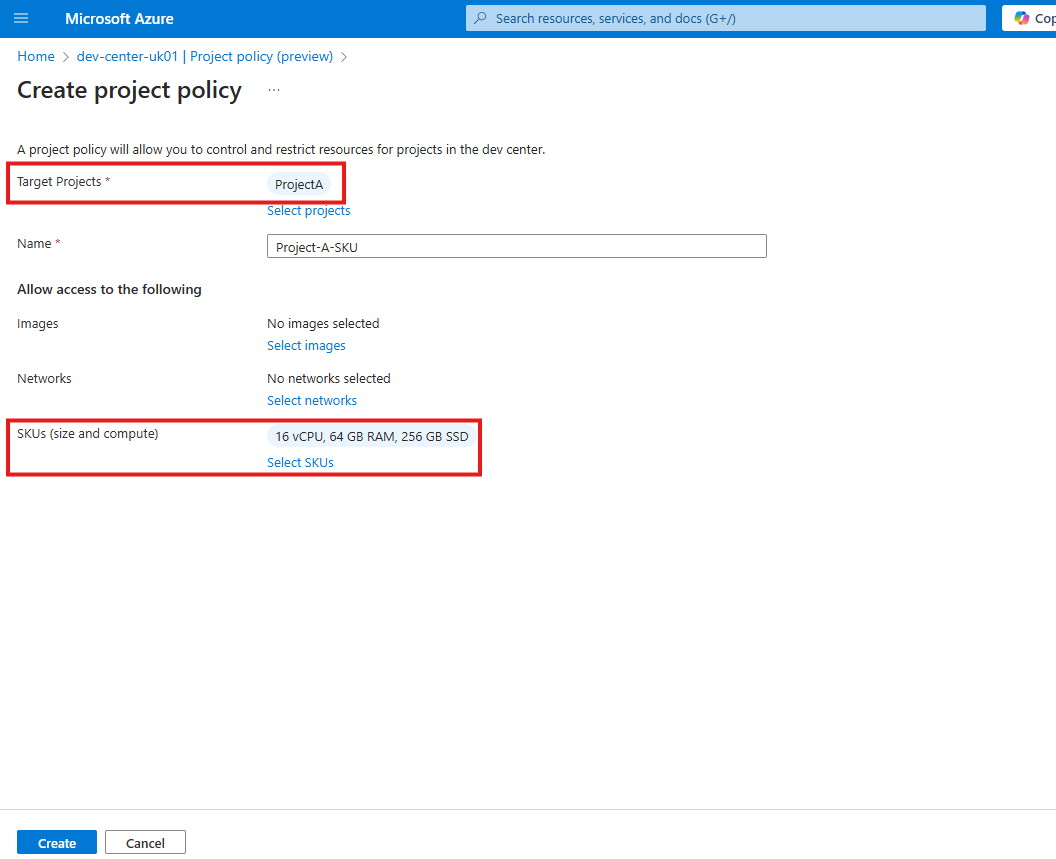 Microsoft Azure
Search resources, services, and docs (G+/)
Cop
Home > dev-center-uk01 | Project policy (preview) >
Create project policy ...
A project policy will allow you to control and restrict resources for projects in the dev center.
Target Projects * ProjectA
Select projects
Name * Project-A-SKU
Allow access to the following
Images No images selected
Select images
Networks No networks selected
Select networks
SKUs (size and compute) 16 vCPU, 64 GB RAM, 256 GB SSD
Select SKUs
Create Cancel